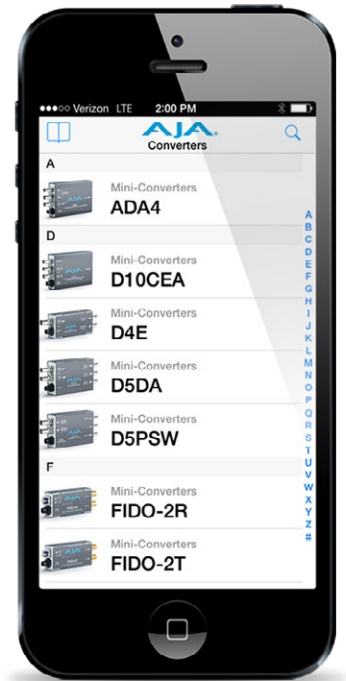 ●●●○○ Verizon LTE 2:00 PM
AJA®
Converters
A
Mini-Converters
ADA4
D
Mini-Converters
D10CEA
Mini-Converters
D4E
Mini-Converters
D5DA
Mini-Converters
D5PSW
F
Mini-Converters
FIDO-2R
Mini-Converters
FIDO-2T
A
B
C
D
E
F
G
H
I
J
K
L
M
N
O
P
Q
R
S
T
U
V
W
X
Y
Z
#